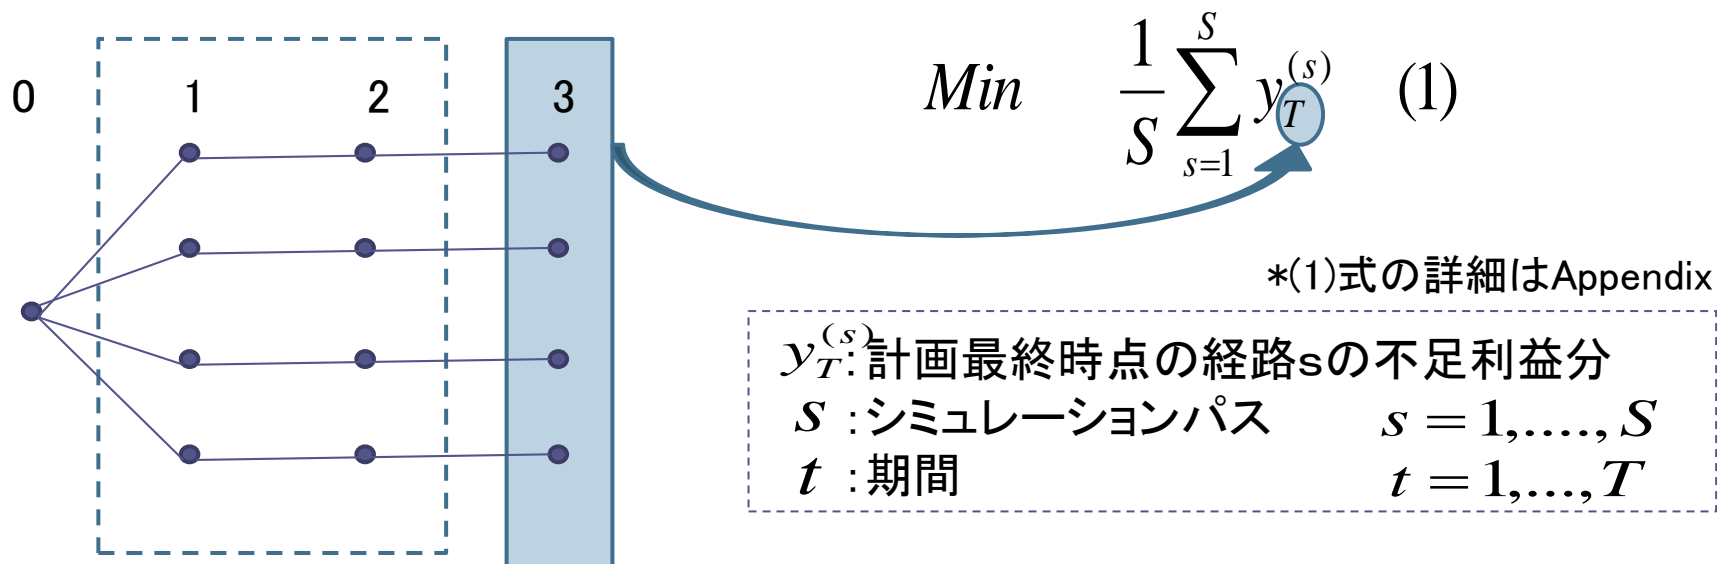 0 1 2 3
Min \frac{1}{S} \sum_{s=1}^{S} y_T^{(s)} (1)
*(1)式の詳細はAppendix
y_T^{(s)}:計画最終時点の経路sの不足利益分
s:シミュレーションパス s=1,....,S
t:期間 t=1,...,T